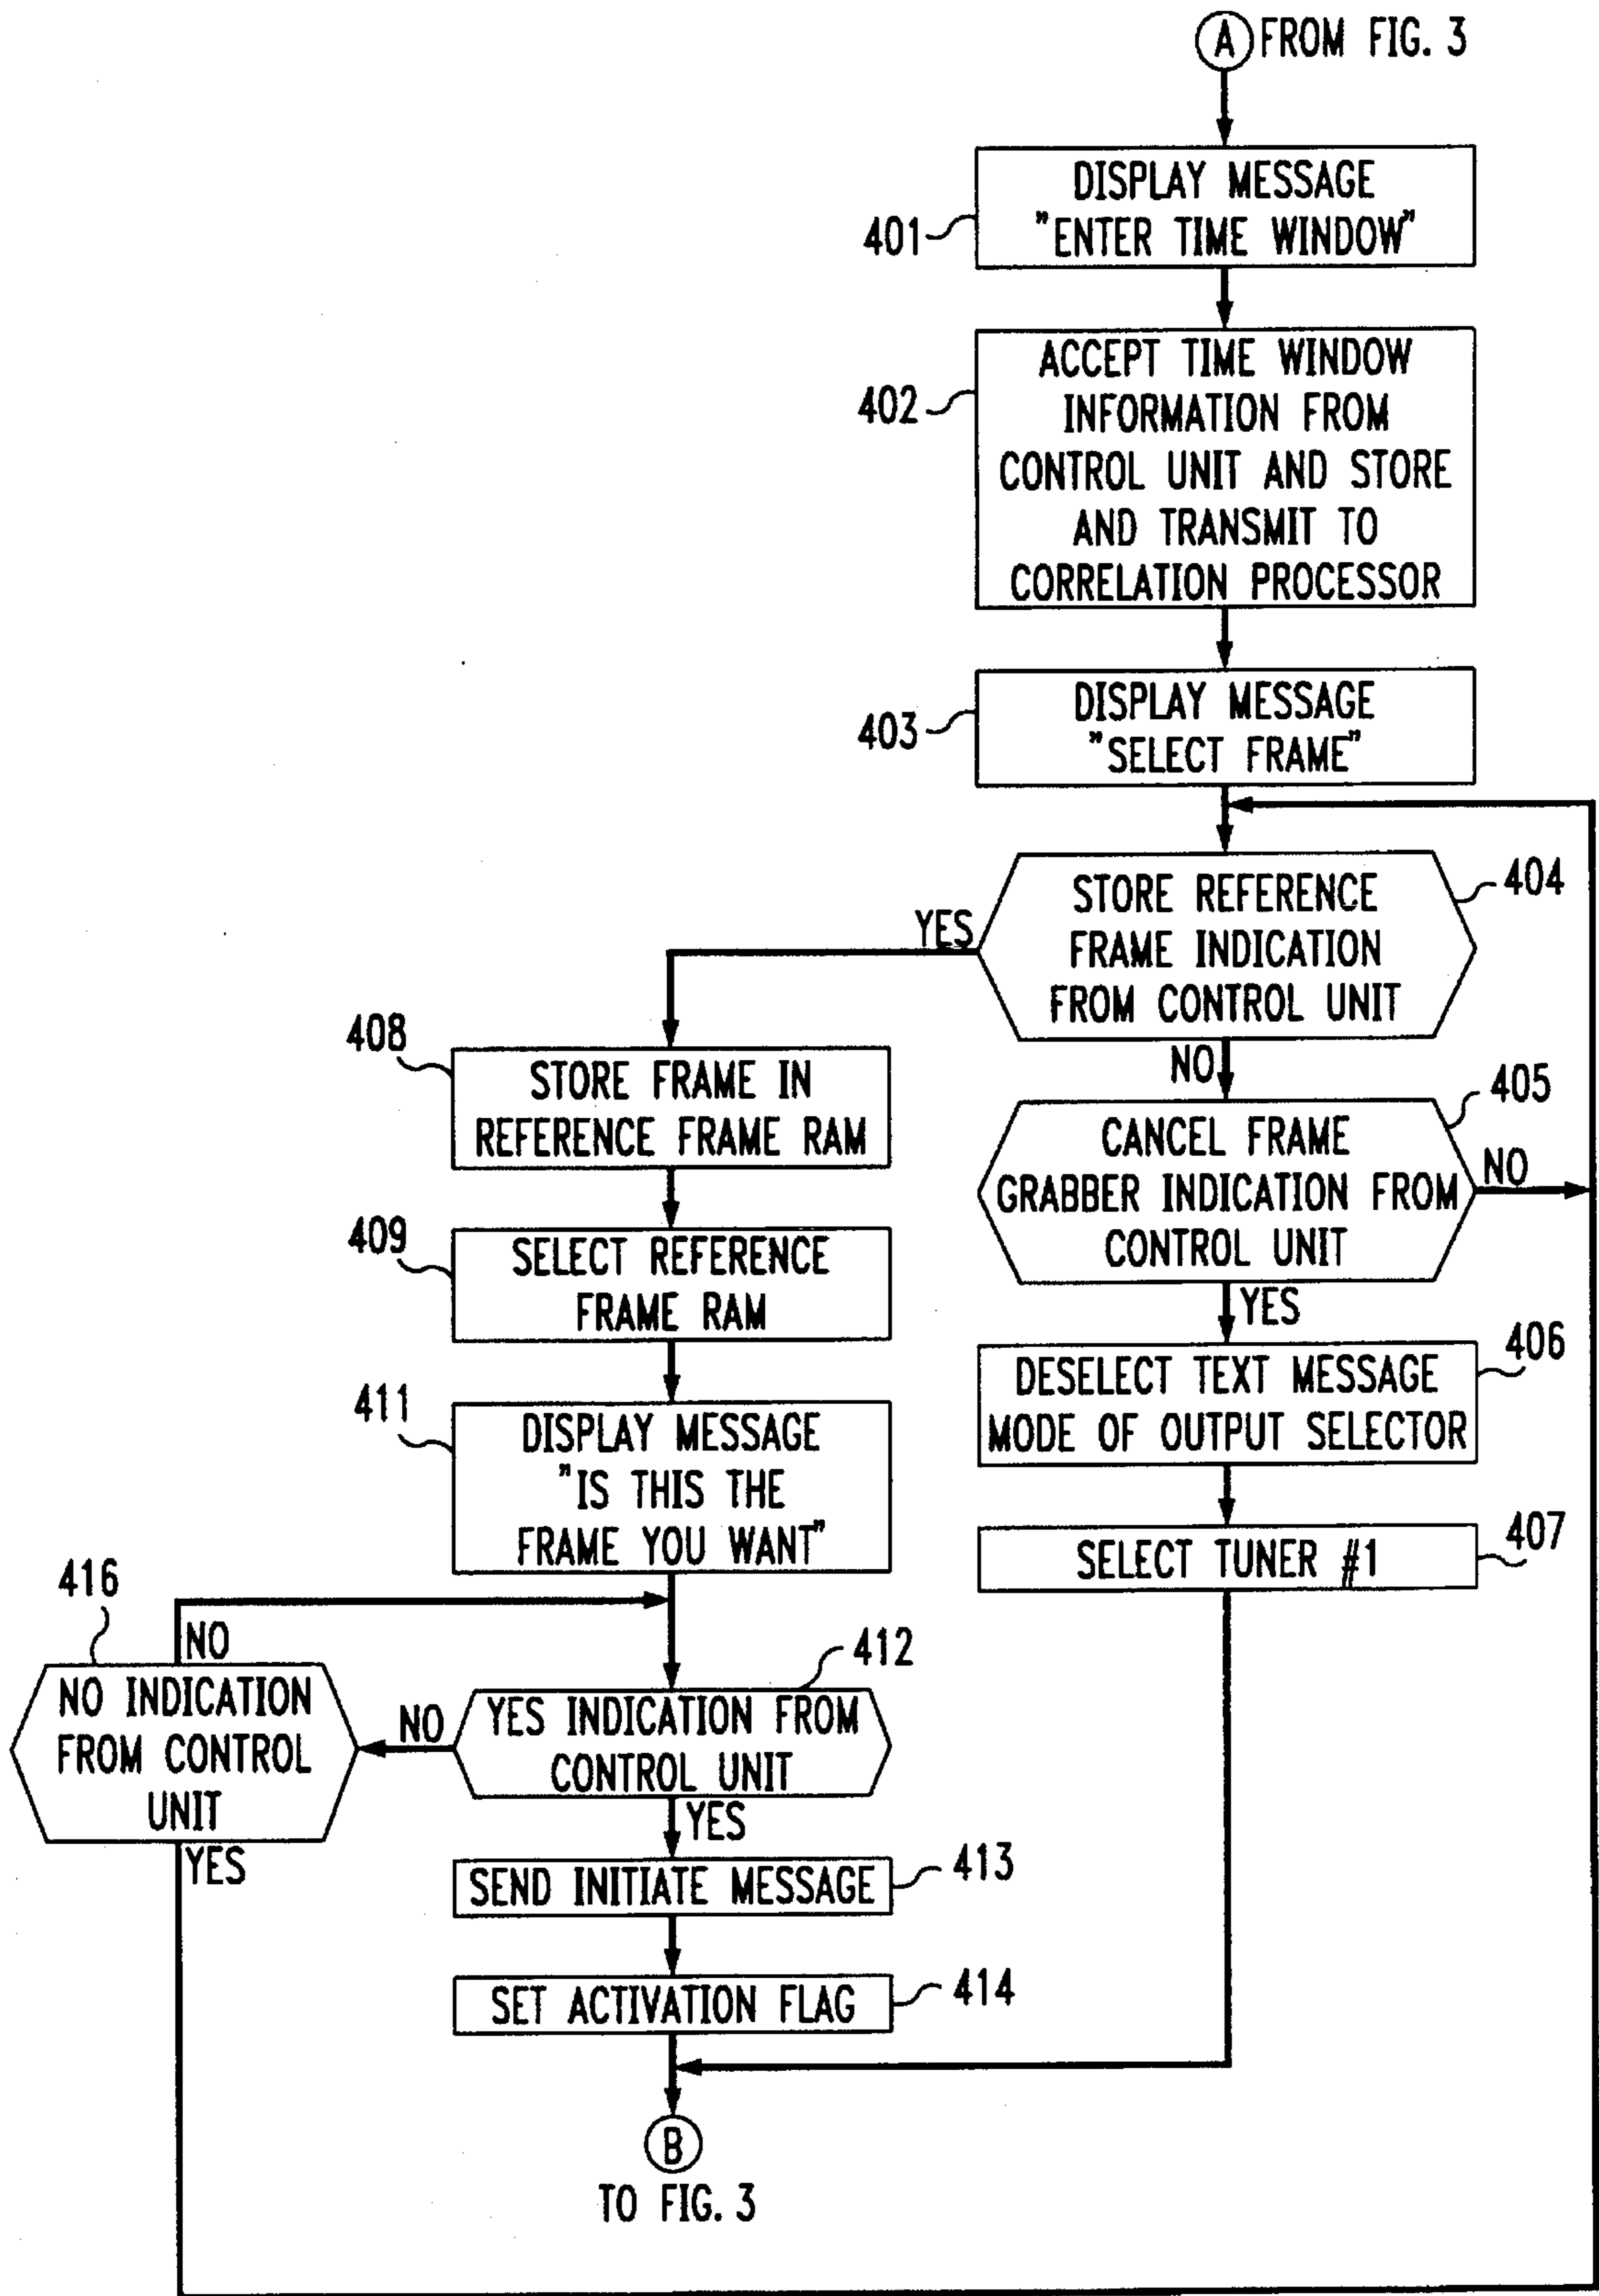 A FROM FIG. 3
DISPLAY MESSAGE
"ENTER TIME WINDOW"
401
ACCEPT TIME WINDOW
INFORMATION FROM
CONTROL UNIT AND STORE
AND TRANSMIT TO
CORRELATION PROCESSOR
402
DISPLAY MESSAGE
"SELECT FRAME"
403
STORE REFERENCE
FRAME INDICATION
FROM CONTROL UNIT
404
YES
NO
CANCEL FRAME
GRABBER INDICATION FROM
CONTROL UNIT
405
NO
YES
DESELECT TEXT MESSAGE
MODE OF OUTPUT SELECTOR
406
SELECT TUNER #1
407
408
STORE FRAME IN
REFERENCE FRAME RAM
409
SELECT REFERENCE
FRAME RAM
411
DISPLAY MESSAGE
"IS THIS THE
FRAME YOU WANT"
412
YES INDICATION FROM
CONTROL UNIT
NO
YES
416
NO
NO INDICATION
FROM CONTROL
UNIT
YES
SEND INITIATE MESSAGE
413
SET ACTIVATION FLAG
414
B
TO FIG. 3